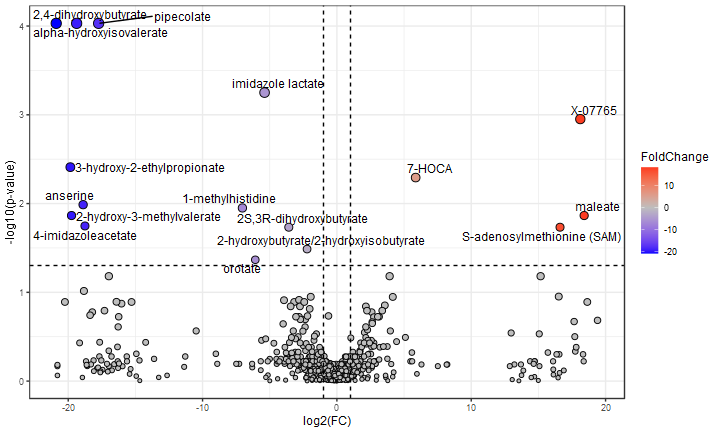 2,4-dihydroxybutyrate
pipecolate
alpha-hydroxyisovalerate
imidazole lactate
X-07765
3-hydroxy-2-ethylpropionate
7-HOCA
anserine
1-methylhistidine
2-hydroxy-3-methylvalerate
2S,3R-dihydroxybutyrate
maleate
4-imidazoleacetate
2-hydroxybutyrate/2-hydroxyisobutyrate
S-adenosylmethionine (SAM)
orotate
-log10(p-value)
4
3
2
1
0
-20
-10
0
10
20
log2(FC)
FoldChange
10
0
-10
-20